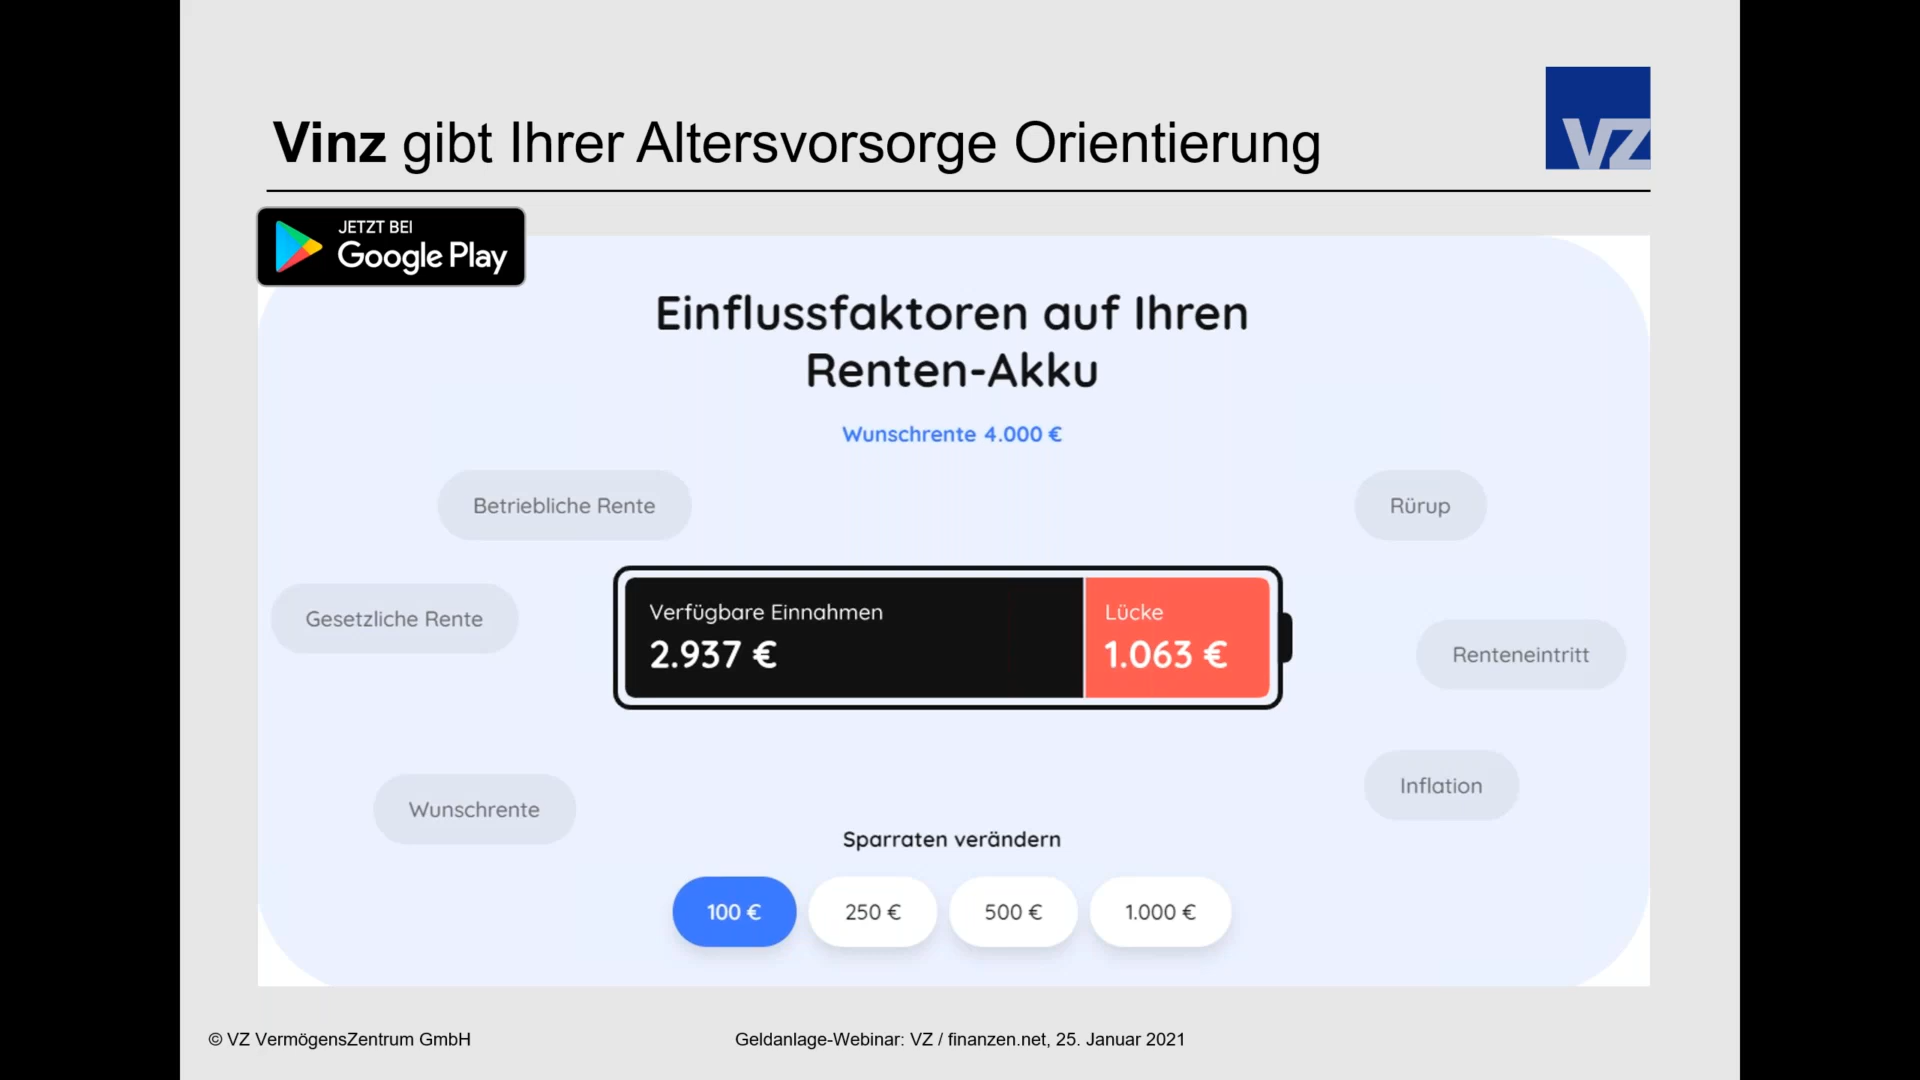 Vinz gibt Ihrer Altersvorsorge Orientierung
VZ
JETZT BEI
Google Play
Einflussfaktoren auf Ihren
Renten-Akku
Wunschrente 4.000 €
Betriebliche Rente
Rürup
Gesetzliche Rente
Verfügbare Einnahmen
2.937 €
Lücke
1.063 €
Renteneintritt
Wunschrente
Inflation
Sparraten verändern
100 €
250 €
500 €
1.000 €
© VZ VermögensZentrum GmbH
Geldanlage-Webinar: VZ / finanzen.net, 25. Januar 2021